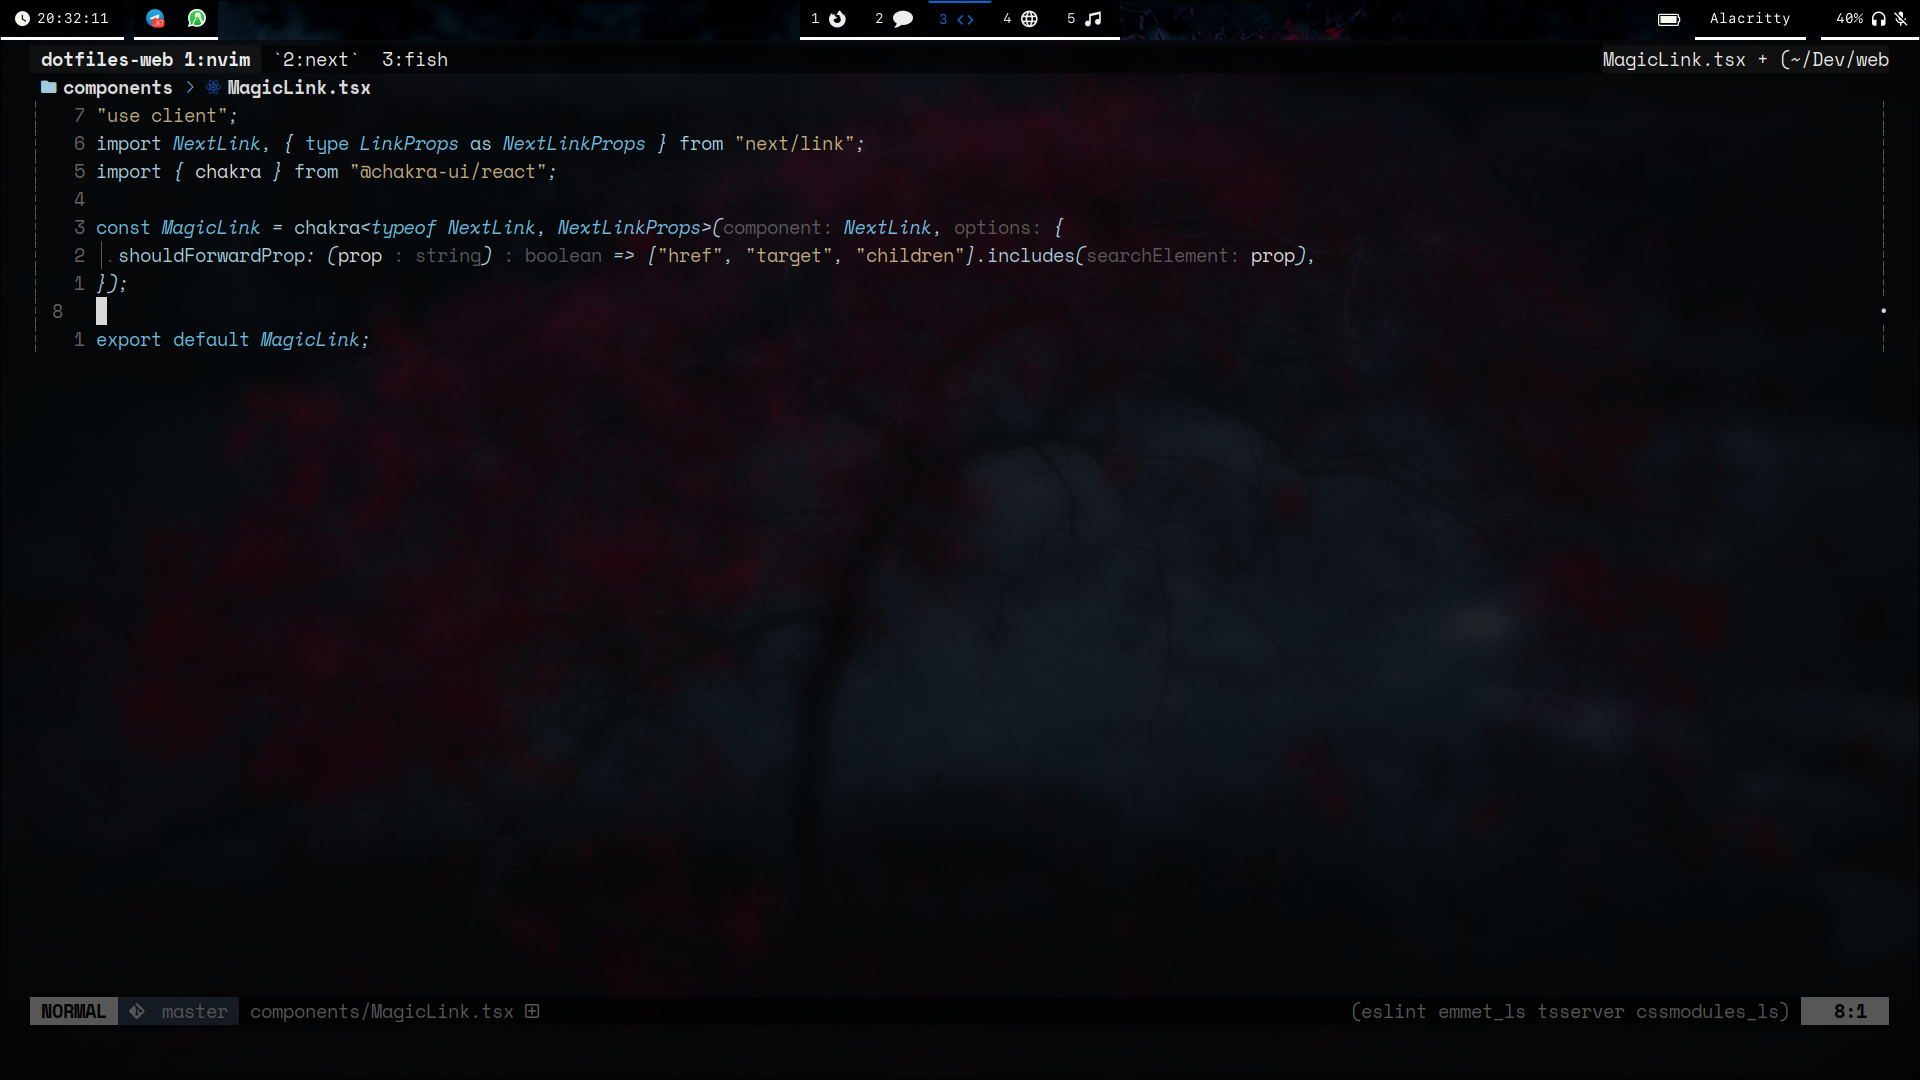 20:32:11 87 1 2 3 <> 4 5 Alacritty 40%
dotfiles-web 1:nvim `2:next` 3:fish MagicLink.tsx + (~/Dev/web
components > MagicLink.tsx
7 "use client";
6 import NextLink, { type LinkProps as NextLinkProps } from "next/link";
5 import { chakra } from "@chakra-ui/react";
4
3 const MagicLink = chakra<typeof NextLink, NextLinkProps>(component: NextLink, options: {
2 shouldForwardProp: (prop : string) : boolean => ["href", "target", "children"].includes(searchElement: prop),
1 });
8
1 export default MagicLink;
NORMAL master components/MagicLink.tsx (eslint emmet_ls tsserver cssmodules_ls) 8:1